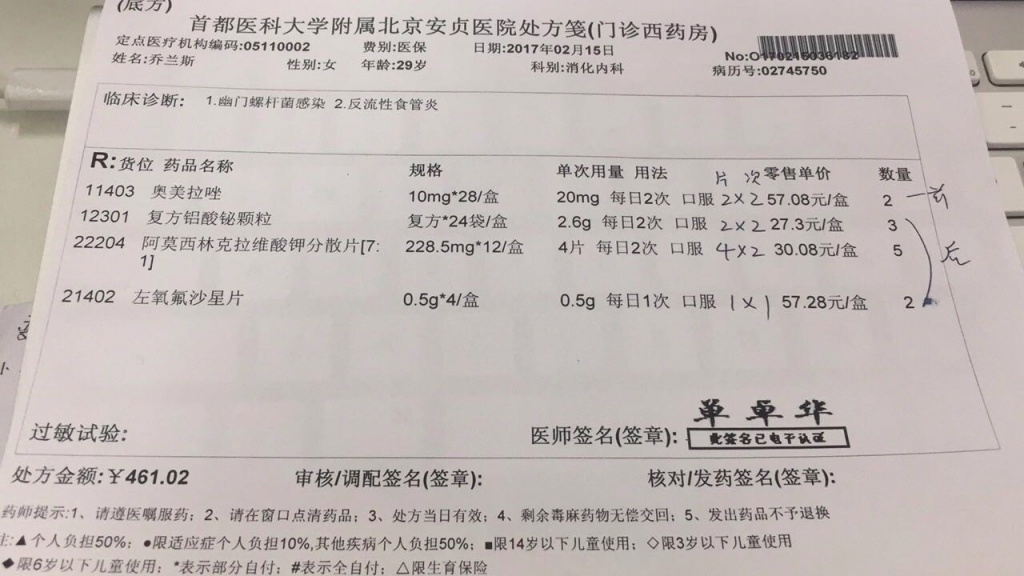 (底方)
首都医科大学附属北京安贞医院处方笺(门诊西药房)
定点医疗机构编码:05110002 费别:医保 日期:2017年02月15日
No:O170215036182
姓名:乔兰斯 性别:女 年龄:29岁 科别:消化内科 病历号:02745750
临床诊断: 1.幽门螺杆菌感染 2.反流性食管炎
R:货位 药品名称 规格 单次用量 用法 片 次 零售单价 数量
11403 奥美拉唑 10mg*28/盒 20mg 每日2次 口服 2×2 57.08元/盒 2 一药
12301 复方铝酸铋颗粒 复方*24袋/盒 2.6g 每日2次 口服 2×2 27.3元/盒 3
22204 阿莫西林克拉维酸钾分散片[7: 228.5mg*12/盒 4片 每日2次 口服 4×2 30.08元/盒 5
1]
21402 左氧氟沙星片 0.5g*4/盒 0.5g 每日1次 口服 1×1 57.28元/盒 2
单卓华
过敏试验: 医师签名(签章): 此签名已电子认证
处方金额:¥461.02 审核/调配签名(签章): 核对/发药签名(签章):
药师提示:1、请遵医嘱服药；2、请在窗口点清药品；3、处方当日有效；4、剩余毒麻药物无偿交回；5、发出药品不予退换
注:▲个人负担50%；●限适应症个人负担10%,其他疾病个人负担50%；■限14岁以下儿童使用；◇限3岁以下儿童使用
◆限6岁以下儿童使用；*表示部分自付；#表示全自付；△限生育保险